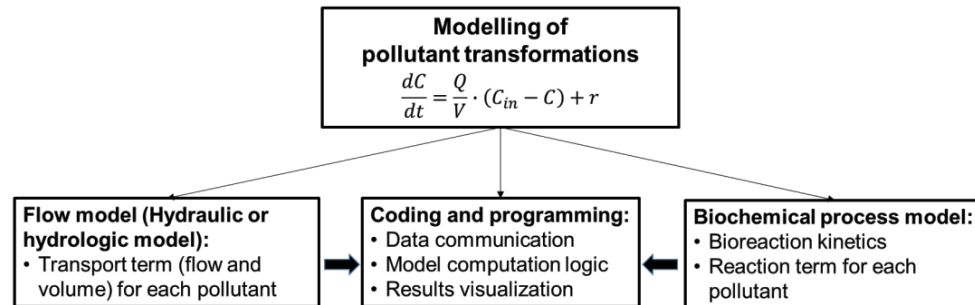 Modelling of
pollutant transformations
dC/dt = Q/V · (C_in − C) + r
Flow model (Hydraulic or
hydrologic model):
• Transport term (flow and
volume) for each pollutant
Coding and programming:
• Data communication
• Model computation logic
• Results visualization
Biochemical process model:
• Bioreaction kinetics
• Reaction term for each
pollutant